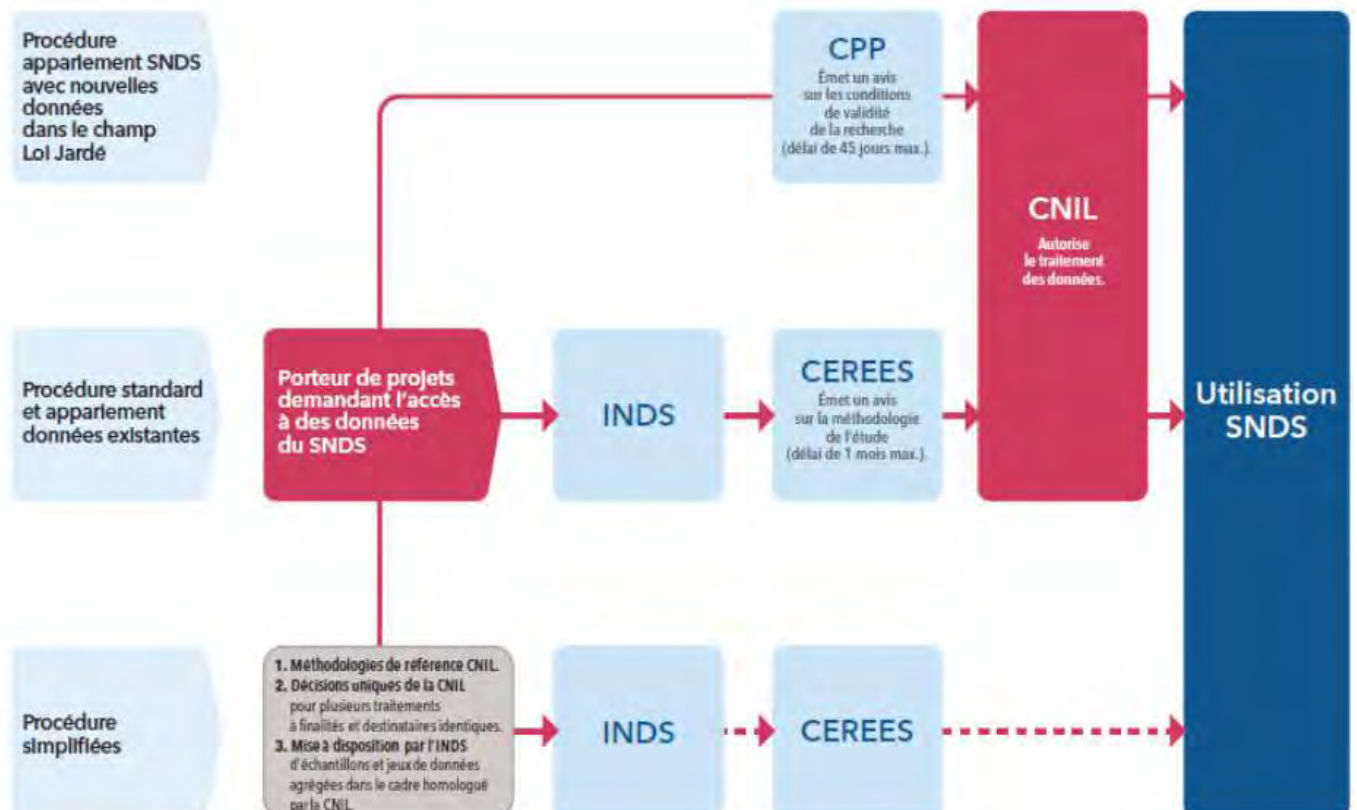 Procédure
appariement SNDS
avec nouvelles
données
dans le champ
Loi Jardé
CPP
Émet un avis
sur les conditions
de validité
de la recherche
(délai de 45 jours max.).
CNIL
Autorise
le traitement
des données.
Utilisation
SNDS
Procédure standard
et appariement
données existantes
Porteur de projets
demandant l'accès
à des données
du SNDS
INDS
CEREES
Émet un avis
sur la méthodologie
de l'étude
(délai de 1 mois max.).
Procédure
simplifiées
1. Méthodologies de référence CNIL.
2. Décisions uniques de la CNIL
pour plusieurs traitements
à finalités et destinataires identiques.
3. Mise à disposition par l'INDS
d'échantillons et jeux de données
agrégées dans le cadre homologué
par la CNIL.
INDS
CEREES